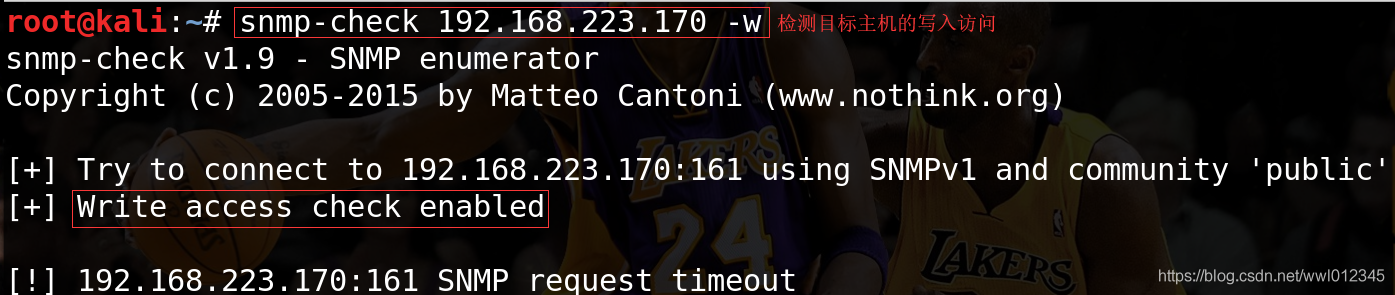 root@kali:~# snmp-check 192.168.223.170 -w 检测目标主机的写入访问
snmp-check v1.9 - SNMP enumerator
Copyright (c) 2005-2015 by Matteo Cantoni (www.nothink.org)
[+] Try to connect to 192.168.223.170:161 using SNMPv1 and community 'public'
[+] Write access check enabled
[!] 192.168.223.170:161 SNMP request timeout
LAKERS
24
LAKERS
https://blog.csdn.net/wwl012345